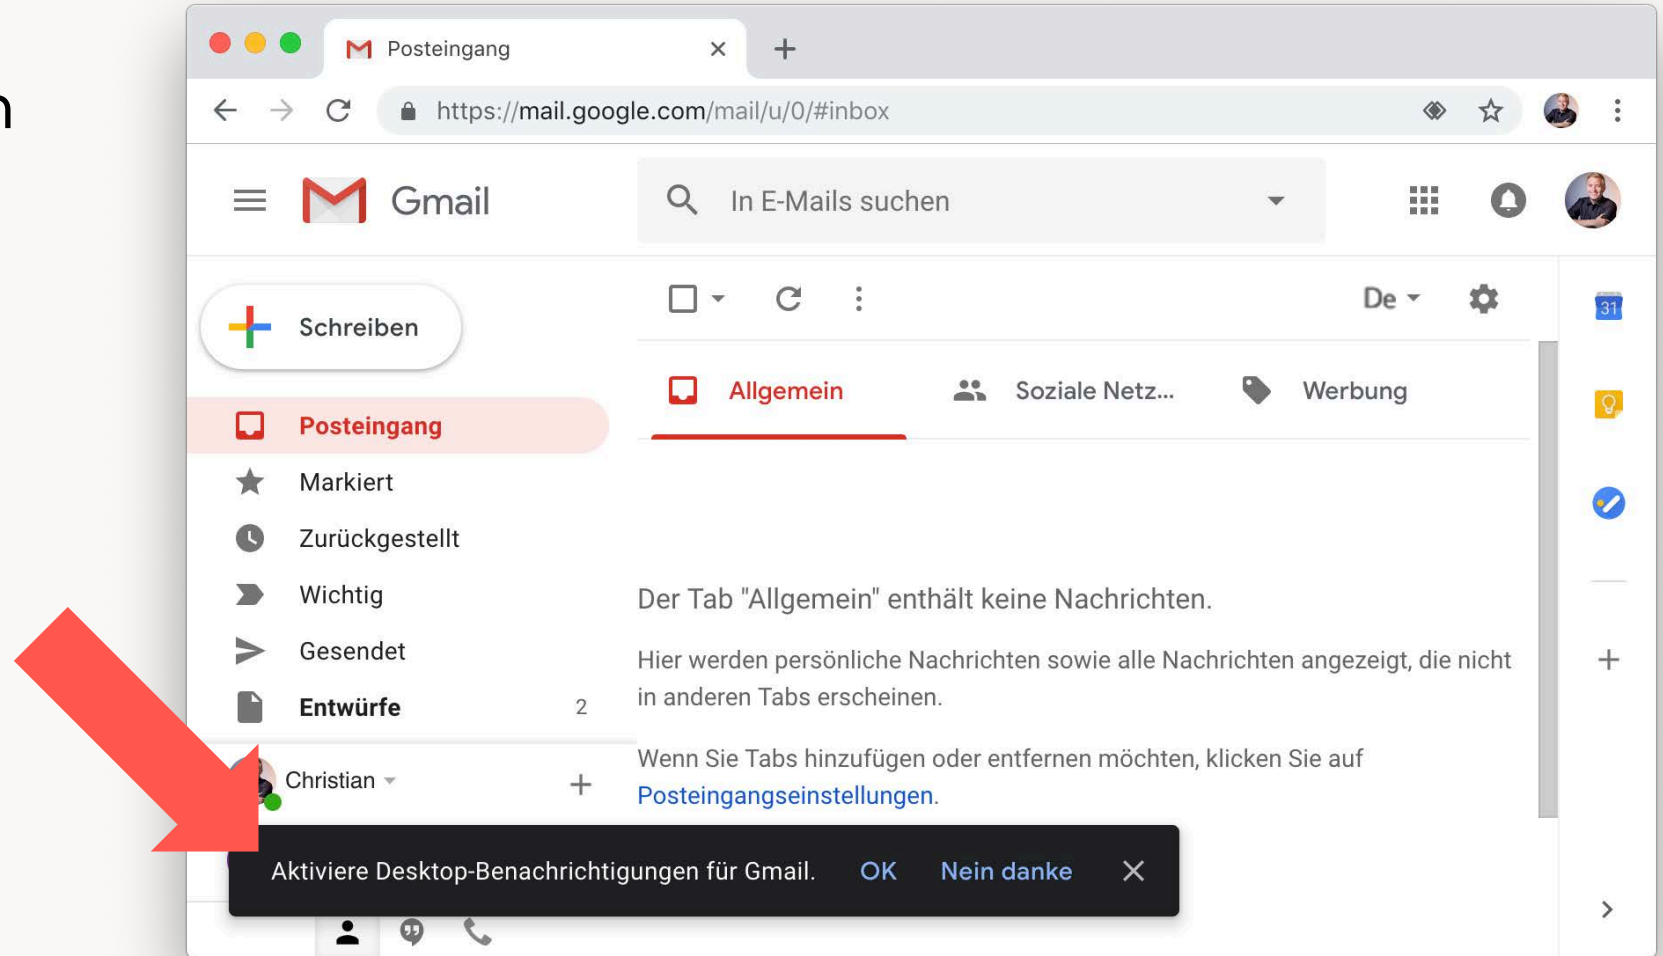 n
Posteingang
https://mail.google.com/mail/u/0/#inbox
Gmail
In E-Mails suchen
Schreiben
De
31
Allgemein
Soziale Netz...
Werbung
Posteingang
Markiert
Zurückgestellt
Wichtig
Gesendet
Entwürfe 2
Der Tab "Allgemein" enthält keine Nachrichten.
Hier werden persönliche Nachrichten sowie alle Nachrichten angezeigt, die nicht
in anderen Tabs erscheinen.
Wenn Sie Tabs hinzufügen oder entfernen möchten, klicken Sie auf
Posteingangseinstellungen.
Christian
Aktiviere Desktop-Benachrichtigungen für Gmail. OK Nein danke